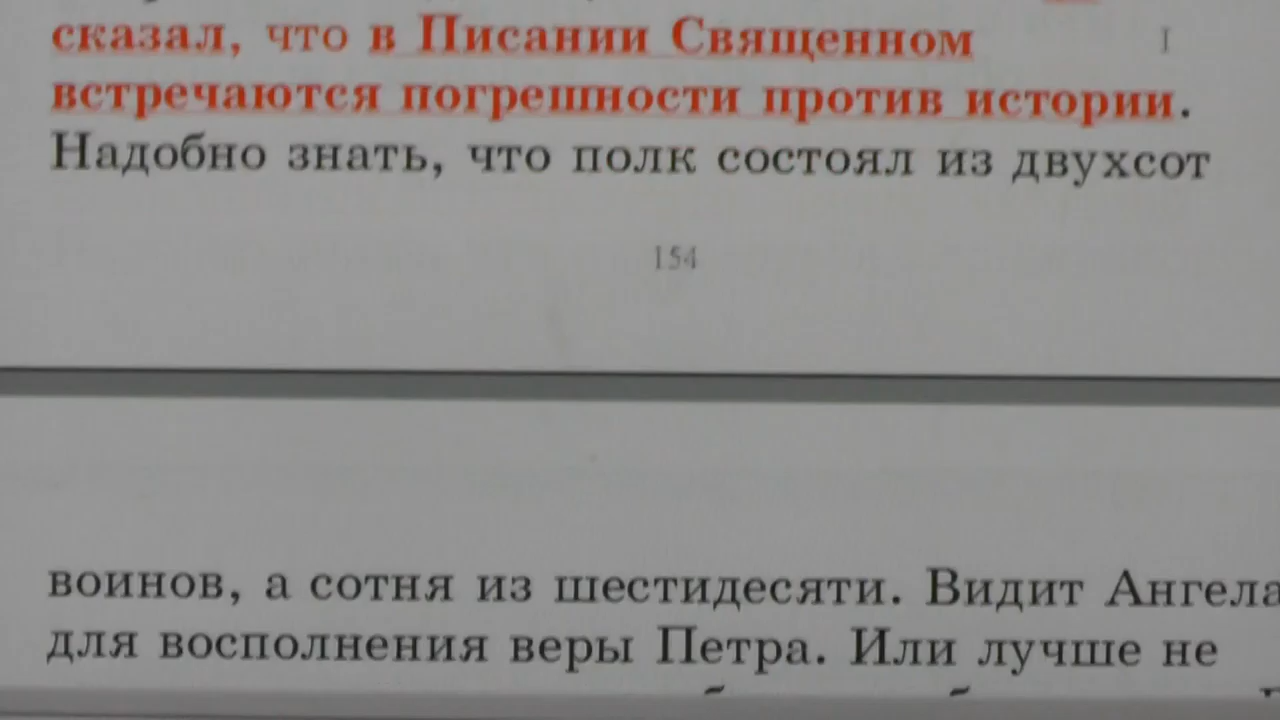 сказал, что в Писании Священном
встречаются погрешности против истории.
Надобно знать, что полк состоял из двухсот
154
воинов, а сотня из шестидесяти. Видит Ангела
для восполнения веры Петра. Или лучше не